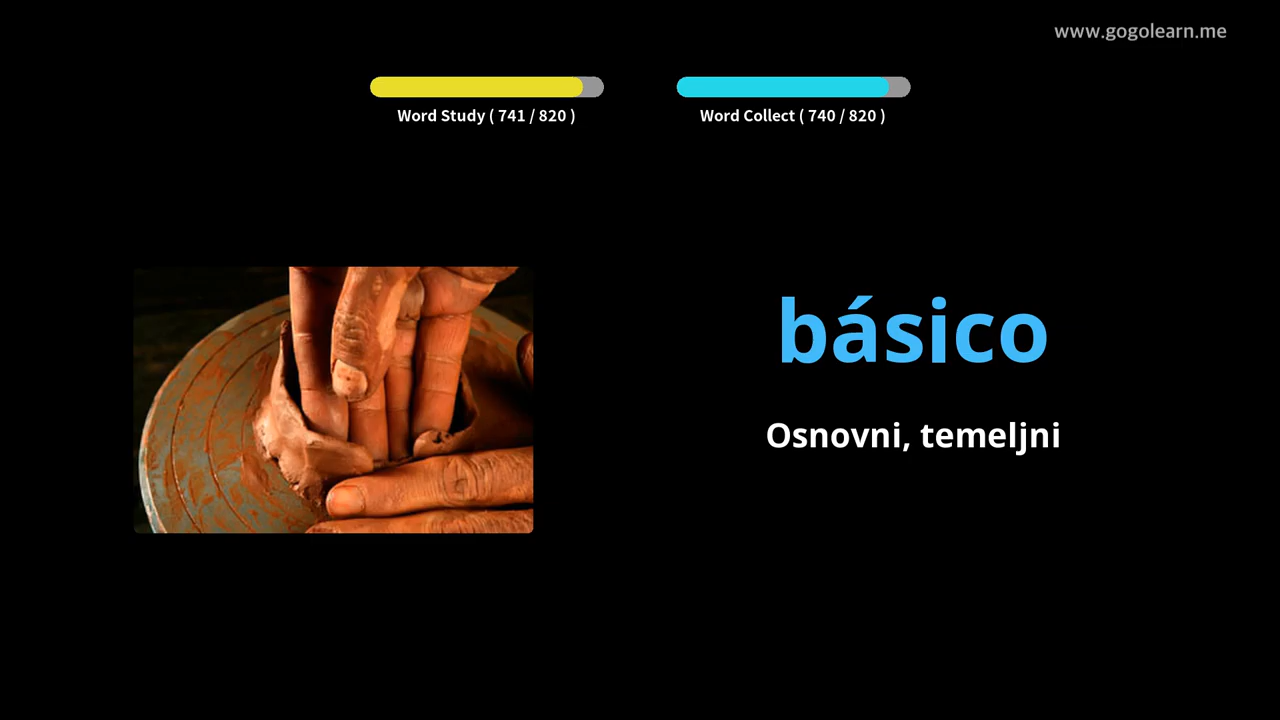 www.gogolearn.me
Word Study ( 741 / 820 )
Word Collect ( 740 / 820 )
básico
Osnovni, temeljni